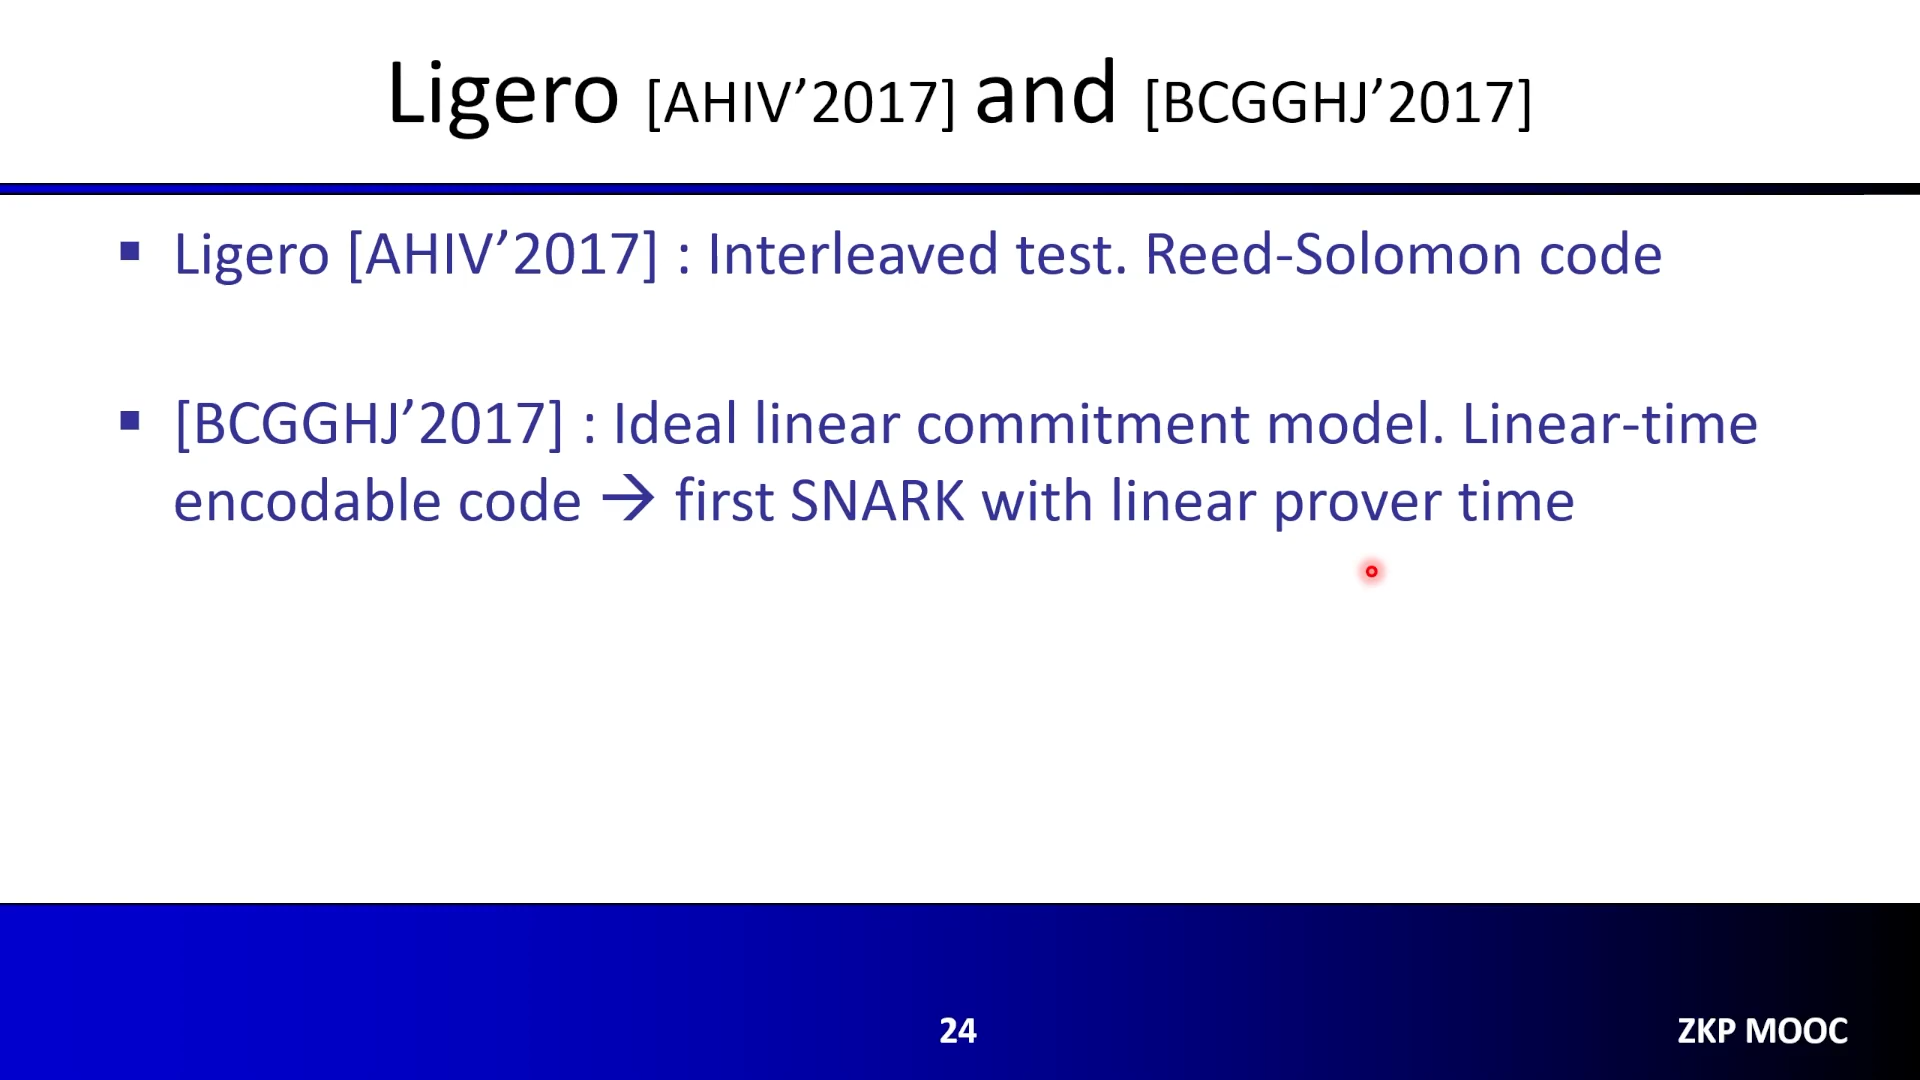 Ligero [AHIV’2017] and [BCGGHJ’2017]
▪ Ligero [AHIV’2017] : Interleaved test. Reed-Solomon code
▪ [BCGGHJ’2017] : Ideal linear commitment model. Linear-time
encodable code → first SNARK with linear prover time
24
ZKP MOOC